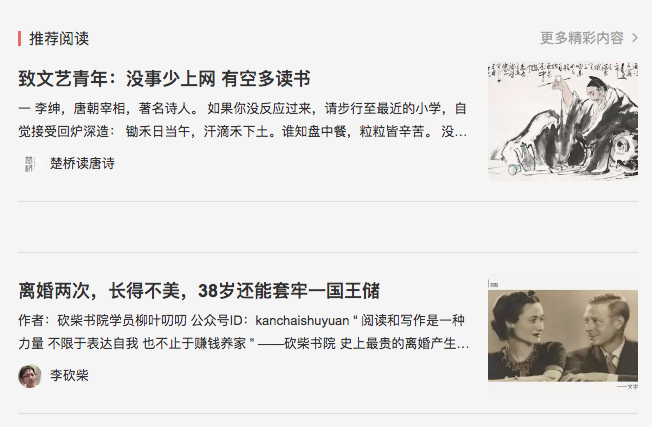 推荐阅读
更多精彩内容 >
致文艺青年：没事少上网 有空多读书
一 李绅，唐朝宰相，著名诗人。 如果你没反应过来，请步行至最近的小学，自
觉接受回炉深造： 锄禾日当午，汗滴禾下土。谁知盘中餐，粒粒皆辛苦。 没...
楚桥
楚桥读唐诗
离婚两次，长得不美，38岁还能套牢一国王储
作者：砍柴书院学员柳叶叨叨 公众号ID：kanchaishuyuan “ 阅读和写作是一种
力量 不限于表达自我 也不止于赚钱养家 ” ——砍柴书院 史上最贵的离婚产生...
李砍柴